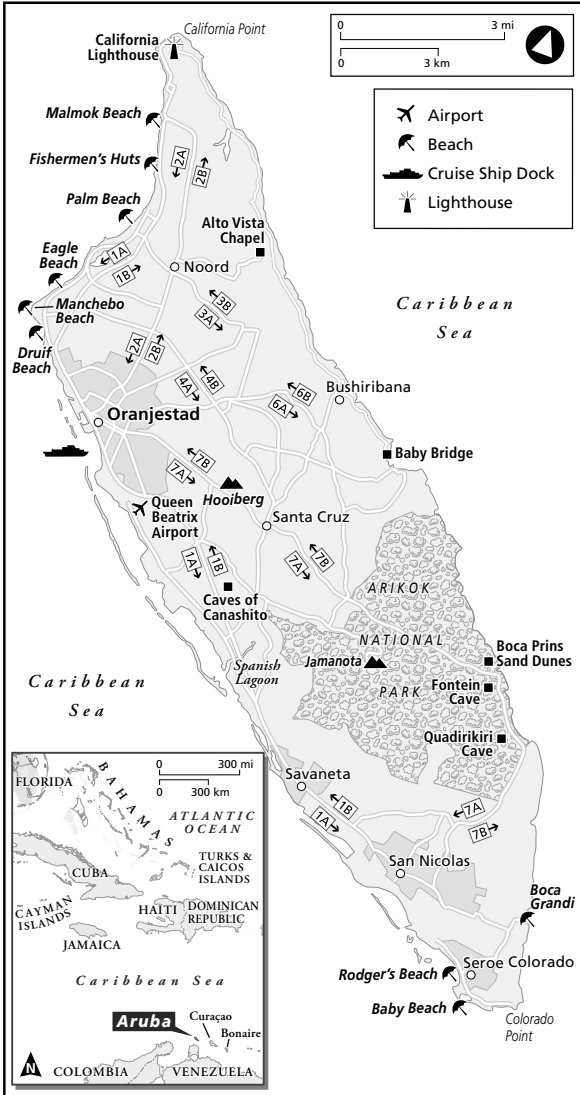 California Point
California
Lighthouse
0 3 mi
0 3 km
Airport
Beach
Cruise Ship Dock
Lighthouse
Malmok Beach
Fishermen's Huts
2A
2B
Palm Beach
Alto Vista
Chapel
Eagle
Beach
1A
1B
Noord
Manchebo
Beach
3B
3A
Caribbean
Sea
Druif
Beach
2A
2B
4A
4B
6B
6A
Bushiribana
Oranjestad
Baby Bridge
7B
7A
Hooiberg
Queen
Beatrix
Airport
Santa Cruz
1A
1B
7B
7A
Caves of
Canashito
ARIKOK
NATIONAL
PARK
Jamanota
Boca Prins
Sand Dunes
Spanish
Lagoon
Fontein
Cave
Caribbean
Sea
Quadirikiri
Cave
Savaneta
1B
1A
7A
7B
San Nicolas
Boca
Grandi
Rodger's Beach
Seroe Colorado
Baby Beach
Colorado
Point
0 300 mi
0 300 km
FLORIDA
BAHAMAS
ATLANTIC
OCEAN
TURKS &
CAICOS
ISLANDS
CUBA
CAYMAN
ISLANDS
HAITI
DOMINICAN
REPUBLIC
JAMAICA
Caribbean Sea
Aruba
Curaçao
Bonaire
N
COLOMBIA
VENEZUELA